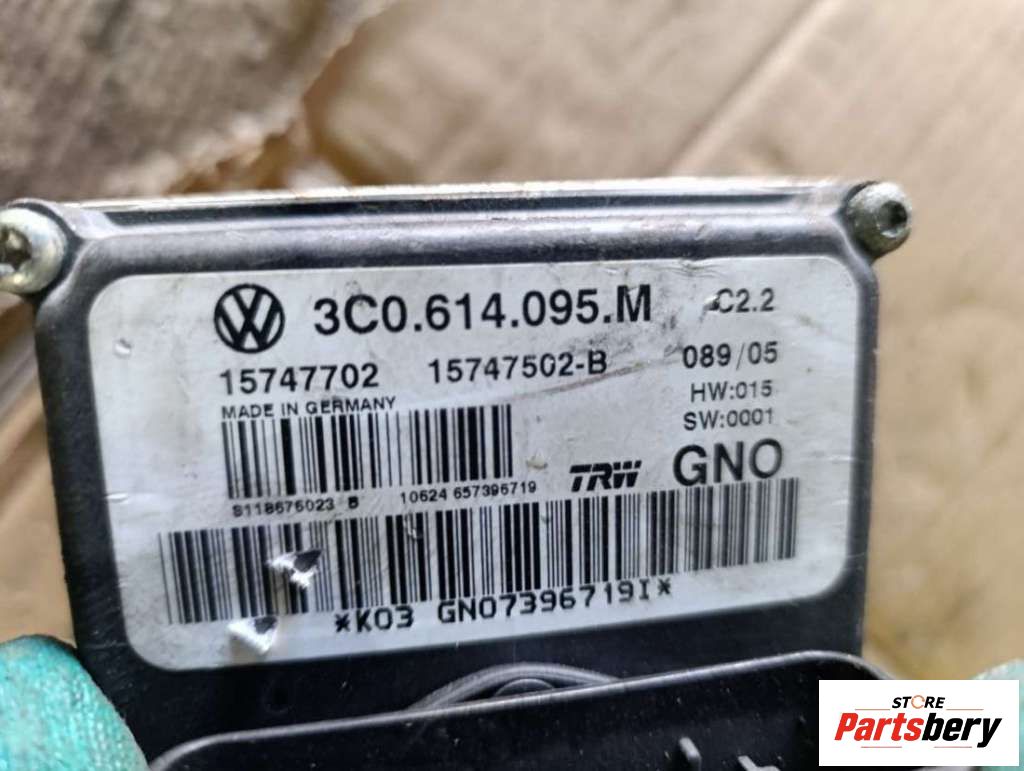 3C0.614.095.M C2.2
15747702 15747502-B 089/05
MADE IN GERMANY HW:015
SW:0001
TRW GNO
S118676023 B 10624 657396719
*K03 GNO7396719I*
STORE
Partsbery